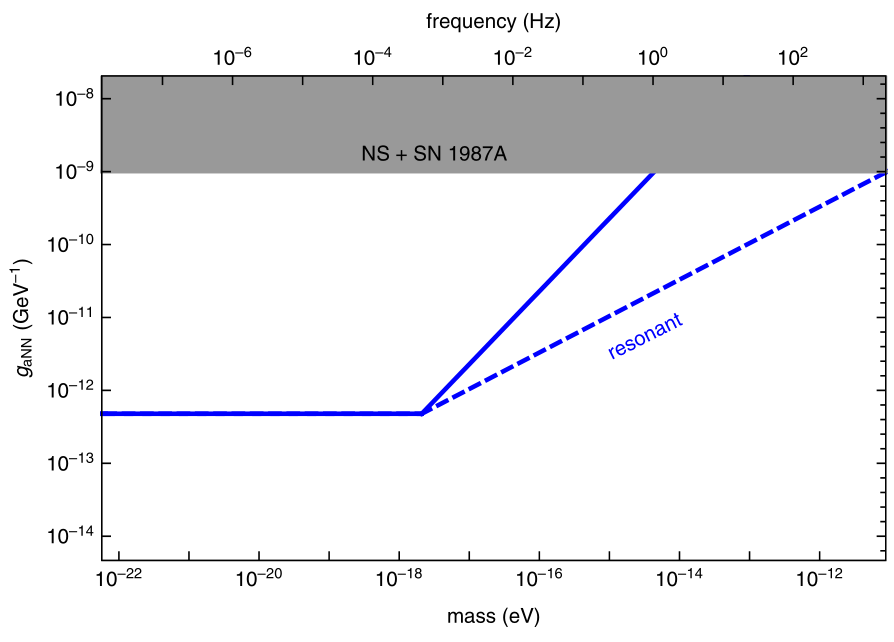 frequency (Hz)
10⁻⁶ 10⁻⁴ 10⁻² 10⁰ 10²
10⁻⁸
NS + SN 1987A
10⁻⁹
10⁻¹⁰
g_aNN (GeV⁻¹)
10⁻¹¹
resonant
10⁻¹²
10⁻¹³
10⁻¹⁴
10⁻²² 10⁻²⁰ 10⁻¹⁸ 10⁻¹⁶ 10⁻¹⁴ 10⁻¹²
mass (eV)